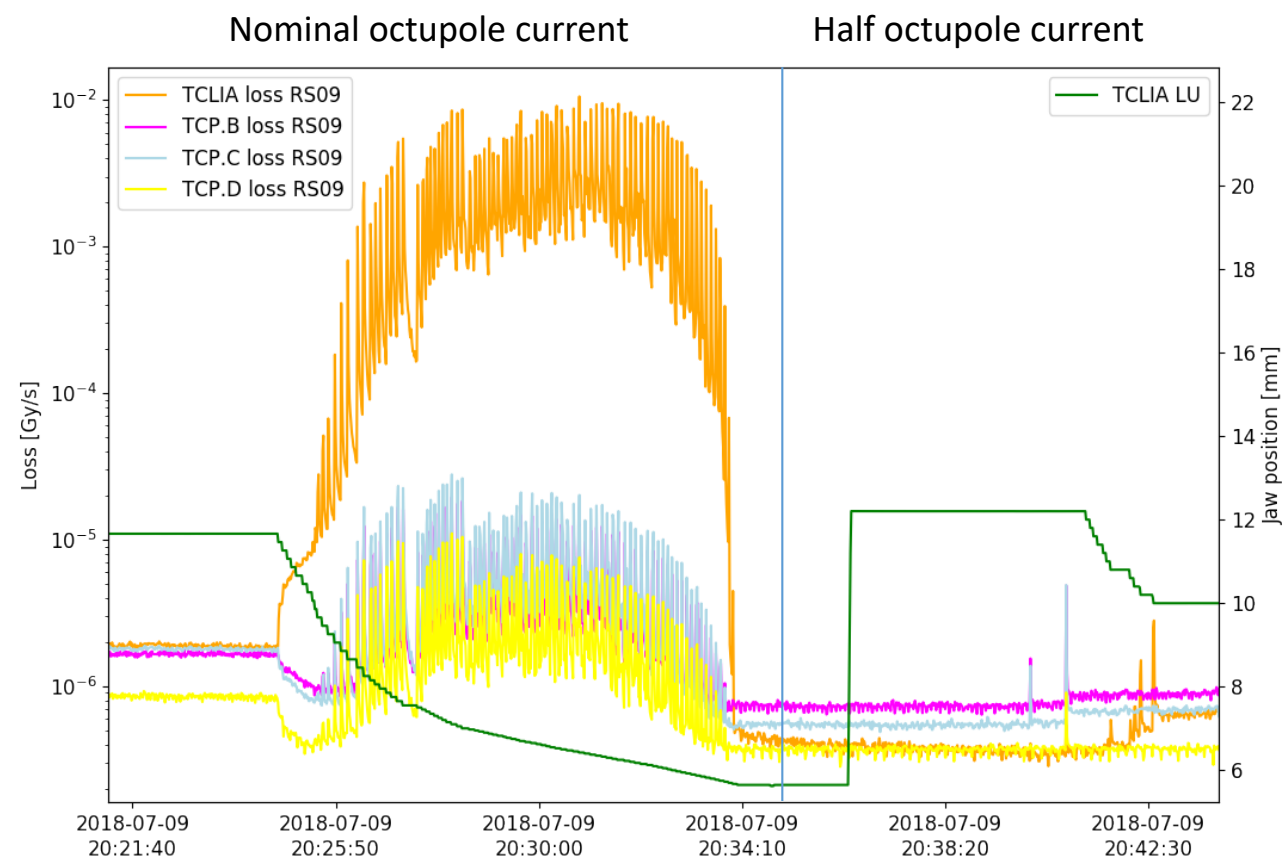 Nominal octupole current
Half octupole current
TCLIA loss RS09
TCP.B loss RS09
TCP.C loss RS09
TCP.D loss RS09
TCLIA LU
Loss [Gy/s]
10⁻²
10⁻³
10⁻⁴
10⁻⁵
10⁻⁶
22
20
18
16
14
12
10
8
6
Jaw position [mm]
2018-07-09
20:21:40
2018-07-09
20:25:50
2018-07-09
20:30:00
2018-07-09
20:34:10
2018-07-09
20:38:20
2018-07-09
20:42:30